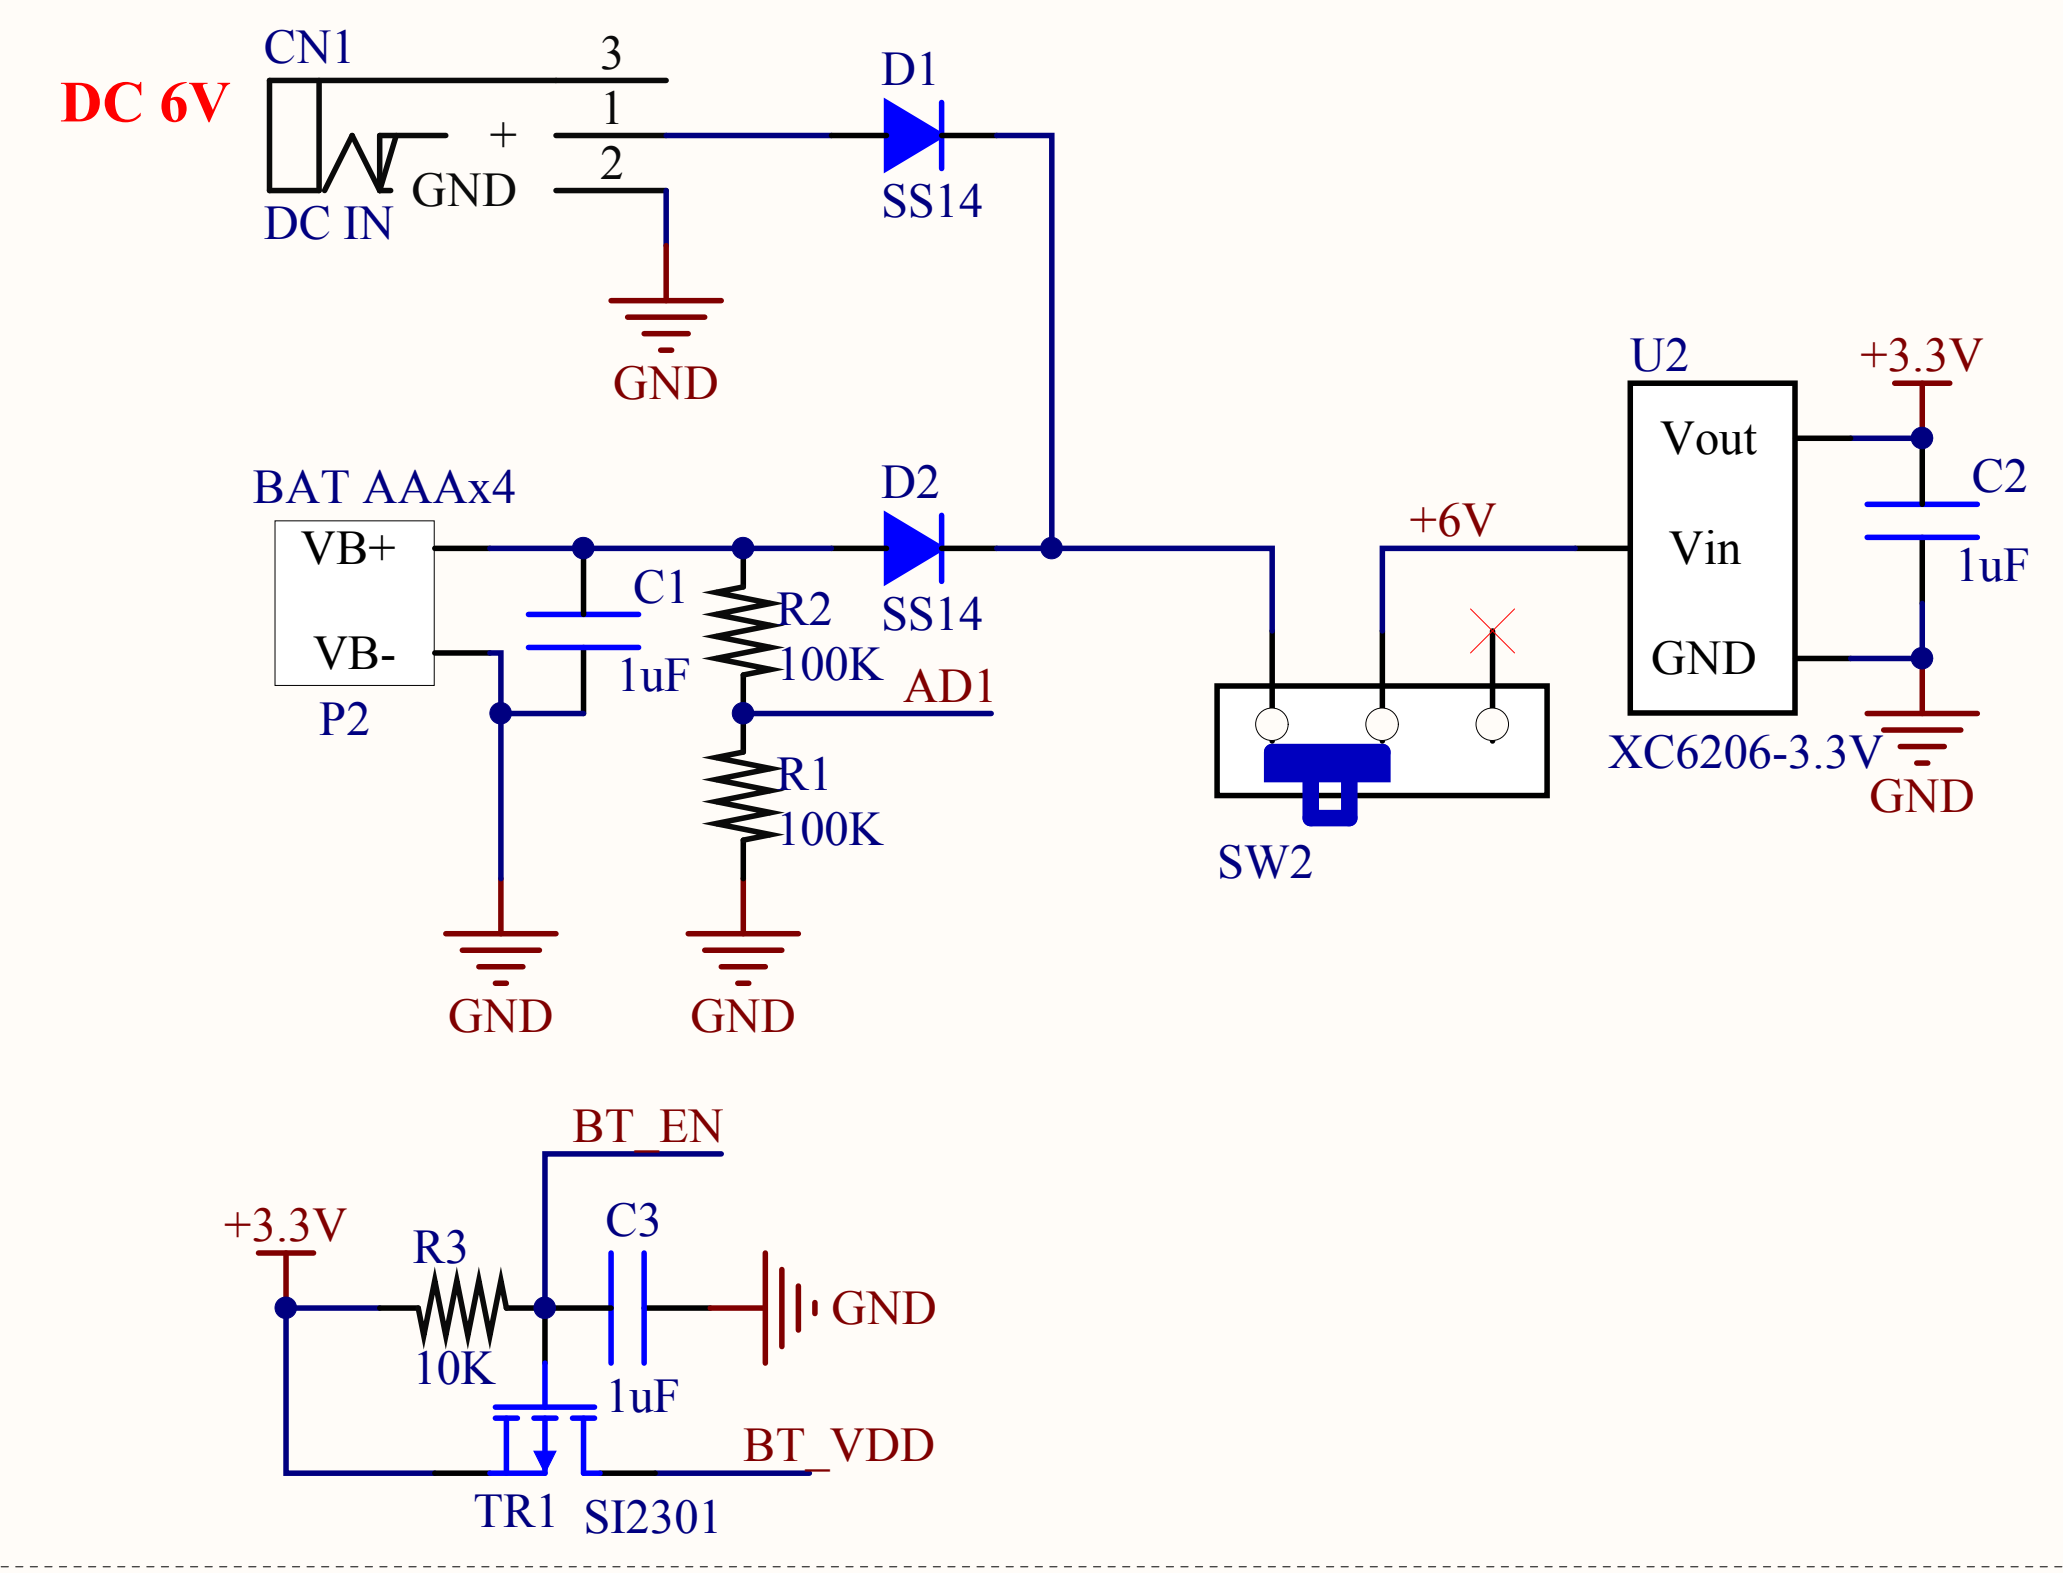 CN1
3
DC 6V
1
+
2
GND
DC IN
D1
SS14
GND
BAT AAAx4
VB+
VB-
P2
C1
1uF
R2
100K
D2
SS14
AD1
R1
100K
GND
GND
+6V
SW2
U2
Vout
Vin
GND
XC6206-3.3V
+3.3V
C2
1uF
GND
BT_EN
+3.3V
R3
10K
C3
1uF
GND
BT_VDD
TR1
SI2301